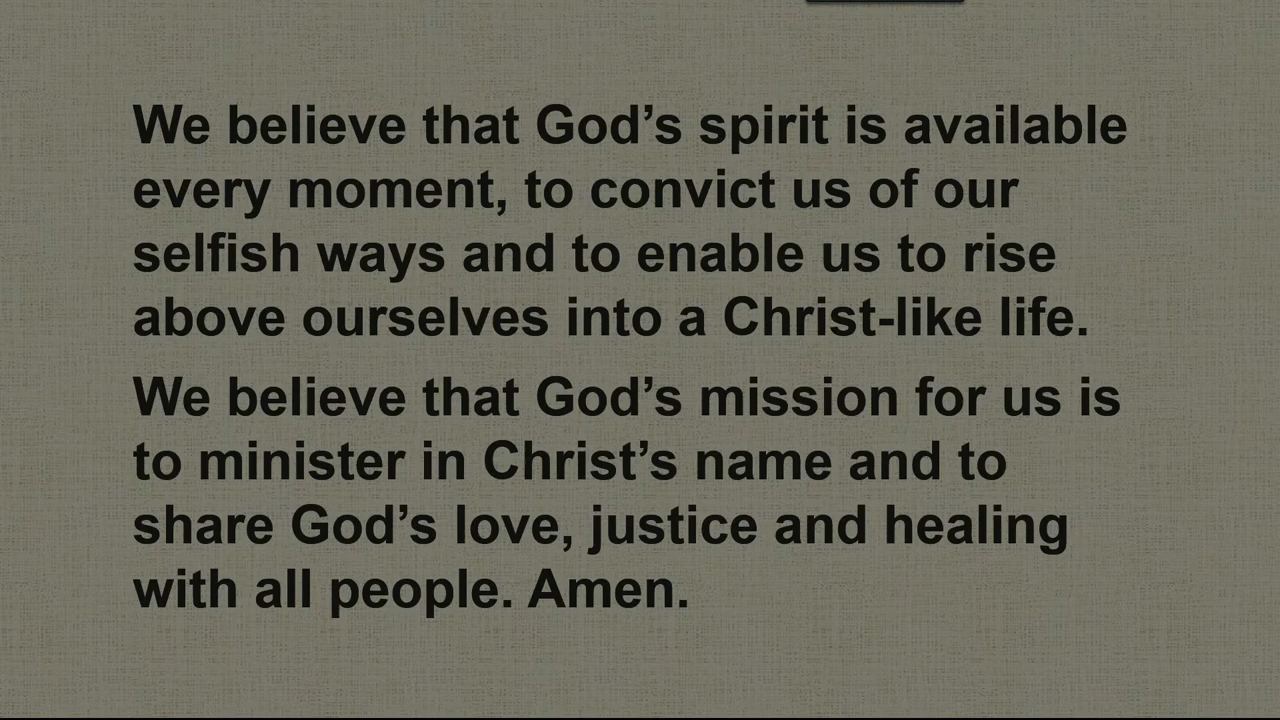 We believe that God’s spirit is available
every moment, to convict us of our
selfish ways and to enable us to rise
above ourselves into a Christ-like life.
We believe that God’s mission for us is
to minister in Christ’s name and to
share God’s love, justice and healing
with all people. Amen.